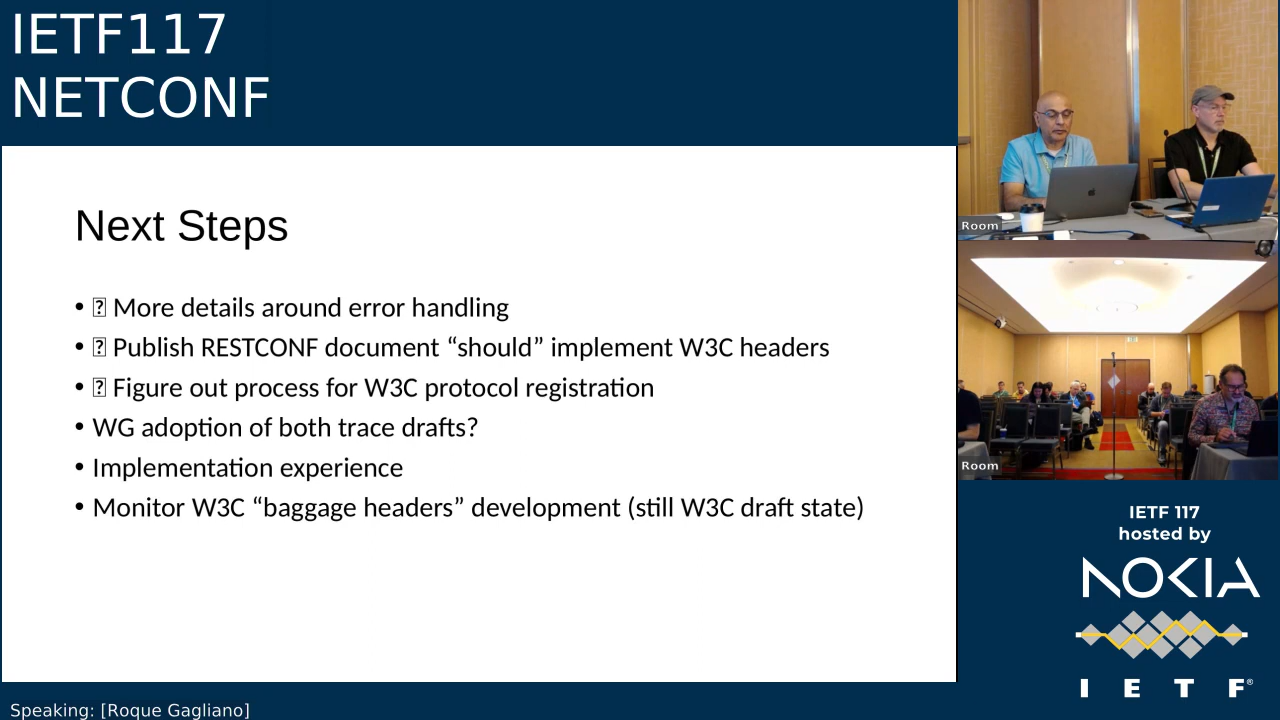 IETF117
NETCONF
Next Steps
• ⍰ More details around error handling
• ⍰ Publish RESTCONF document “should” implement W3C headers
• ⍰ Figure out process for W3C protocol registration
• WG adoption of both trace drafts?
• Implementation experience
• Monitor W3C “baggage headers” development (still W3C draft state)
Room
Room
IETF 117
hosted by
NOKIA
I E T F®
Speaking: [Roque Gagliano]